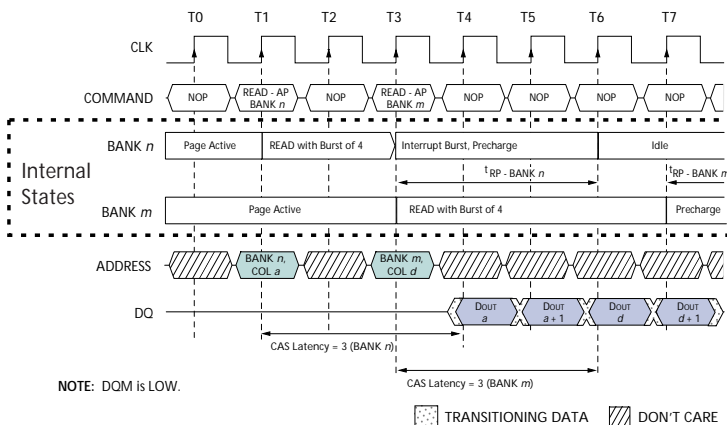 T0 T1 T2 T3 T4 T5 T6 T7
CLK
COMMAND NOP READ - AP BANK n NOP READ - AP BANK m NOP NOP NOP NOP
Internal States
BANK n Page Active READ with Burst of 4 Interrupt Burst, Precharge Idle
tRP - BANK n tRP - BANK m
BANK m Page Active READ with Burst of 4 Precharge
ADDRESS BANK n, COL a BANK m, COL d
DQ DOUT a DOUT a + 1 DOUT d DOUT d + 1
CAS Latency = 3 (BANK n)
CAS Latency = 3 (BANK m)
NOTE: DQM is LOW.
TRANSITIONING DATA DON'T CARE